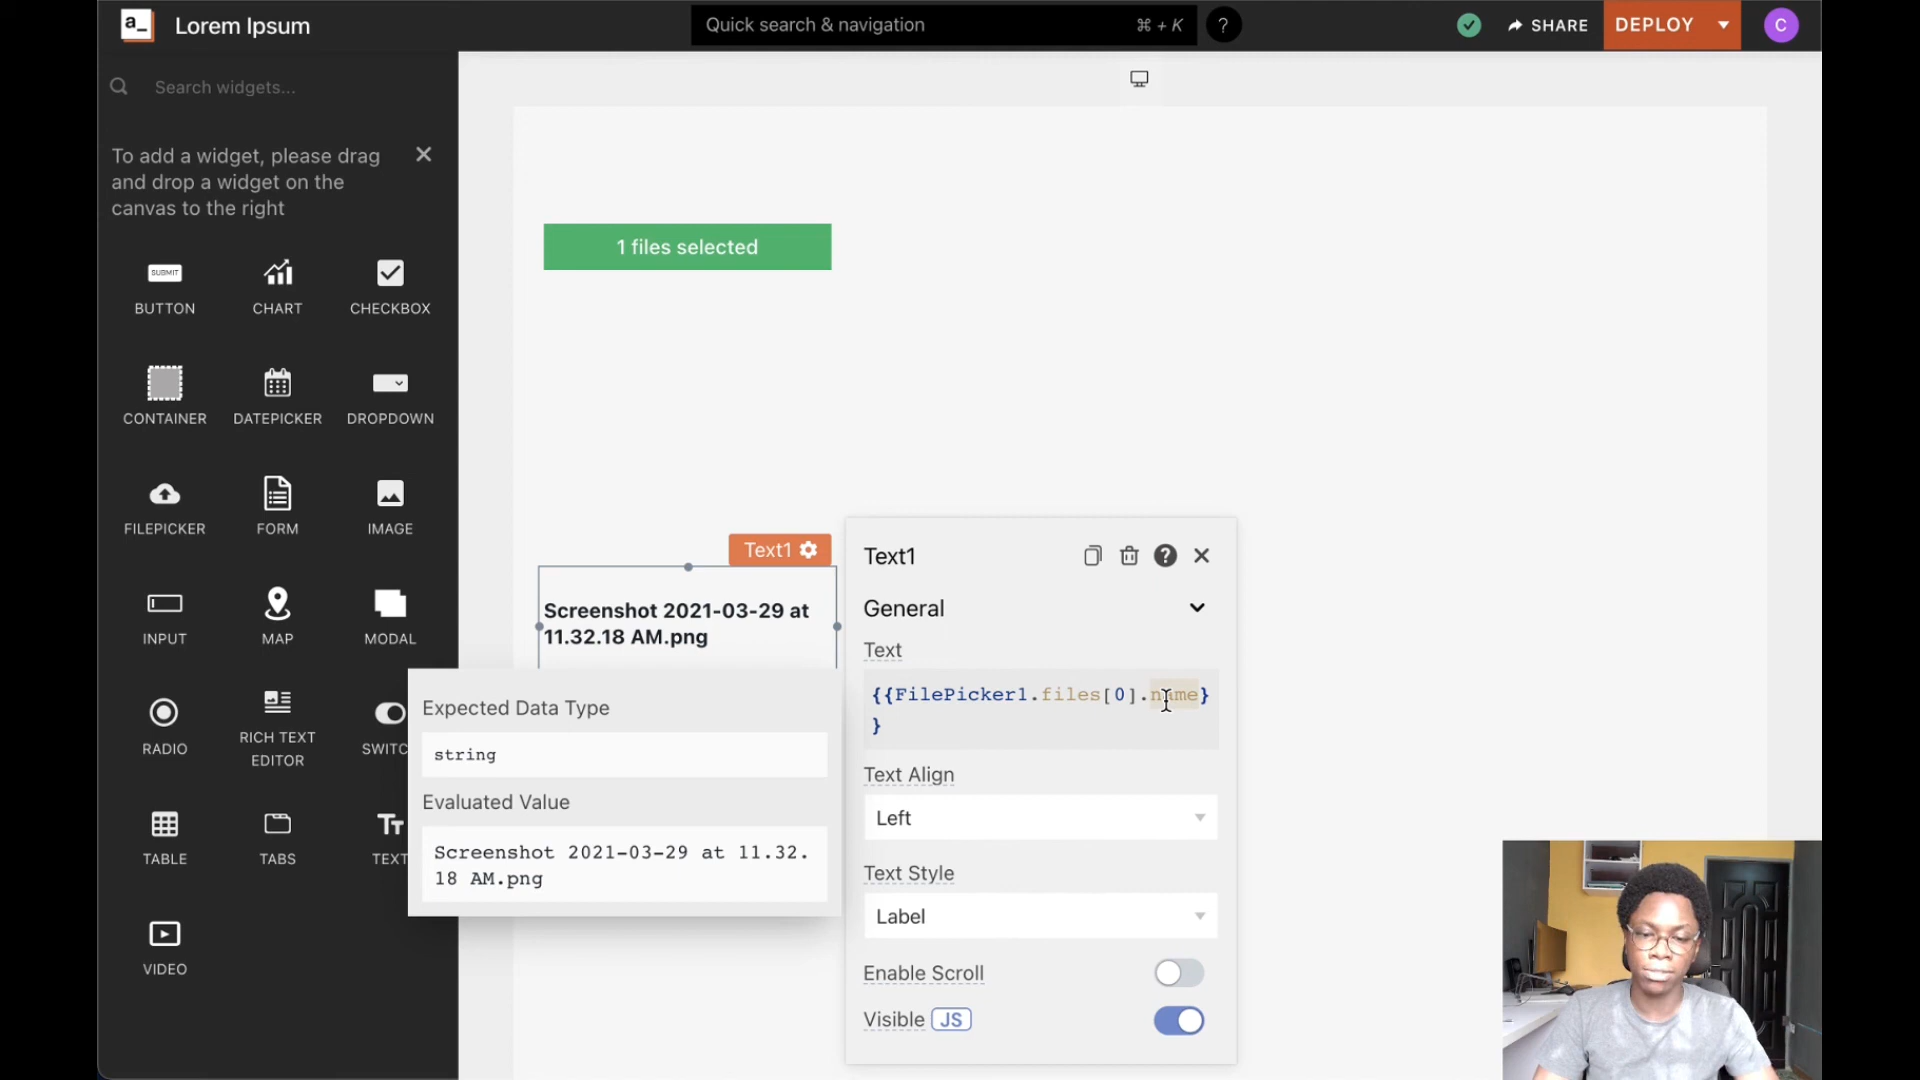 a_
Lorem Ipsum
Quick search & navigation
⌘ + K
?
SHARE
DEPLOY
C
Search widgets...
To add a widget, please drag
and drop a widget on the
canvas to the right
SUBMIT
BUTTON
CHART
CHECKBOX
CONTAINER
DATEPICKER
DROPDOWN
FILEPICKER
FORM
IMAGE
INPUT
MAP
MODAL
RADIO
RICH TEXT
EDITOR
SWITC
TABLE
TABS
TEXT
VIDEO
1 files selected
Text1
Screenshot 2021-03-29 at
11.32.18 AM.png
Expected Data Type
string
Evaluated Value
Screenshot 2021-03-29 at 11.32.
18 AM.png
Text1
General
Text
{{FilePicker1.files[0].name}
}
Text Align
Left
Text Style
Label
Enable Scroll
Visible JS